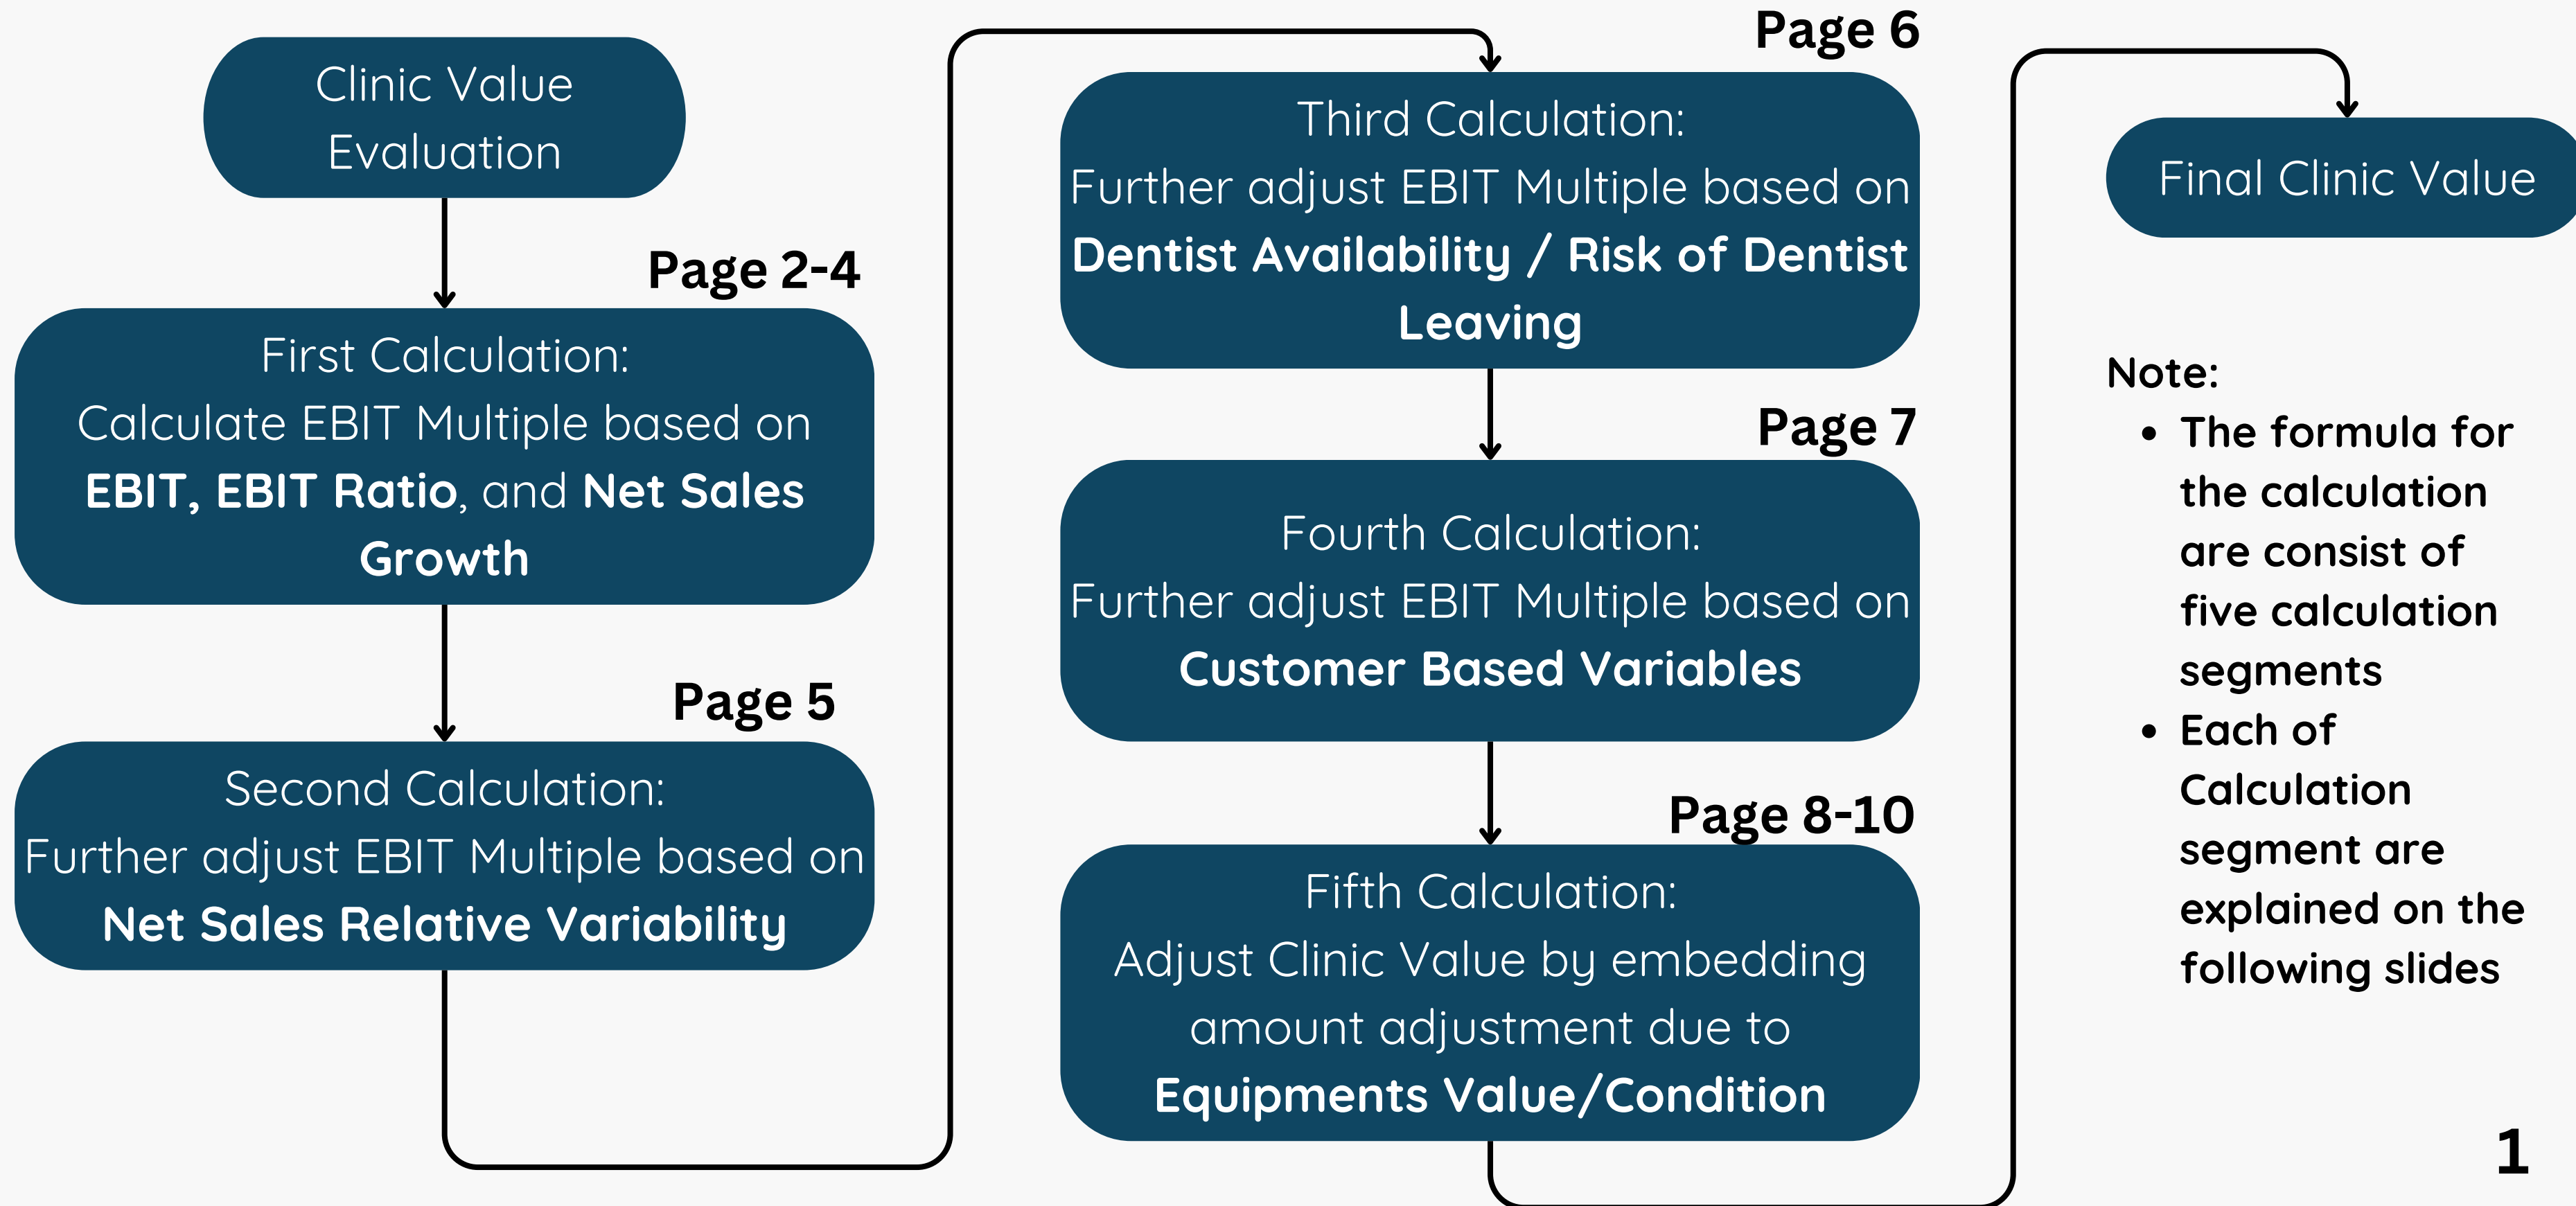 Clinic Value
Evaluation
Page 2-4
First Calculation:
Calculate EBIT Multiple based on
EBIT, EBIT Ratio, and Net Sales
Growth
Page 5
Second Calculation:
Further adjust EBIT Multiple based on
Net Sales Relative Variability
Page 6
Third Calculation:
Further adjust EBIT Multiple based on
Dentist Availability / Risk of Dentist
Leaving
Page 7
Fourth Calculation:
Further adjust EBIT Multiple based on
Customer Based Variables
Page 8-10
Fifth Calculation:
Adjust Clinic Value by embedding
amount adjustment due to
Equipments Value/Condition
Final Clinic Value
Note:
• The formula for
the calculation
are consist of
five calculation
segments
• Each of
Calculation
segment are
explained on the
following slides
1